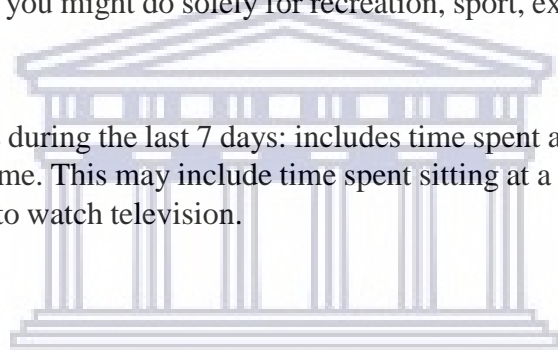 you might do solely for recreation, sport, ex
during the last 7 days: includes time spent a
me. This may include time spent sitting at a
to watch television.